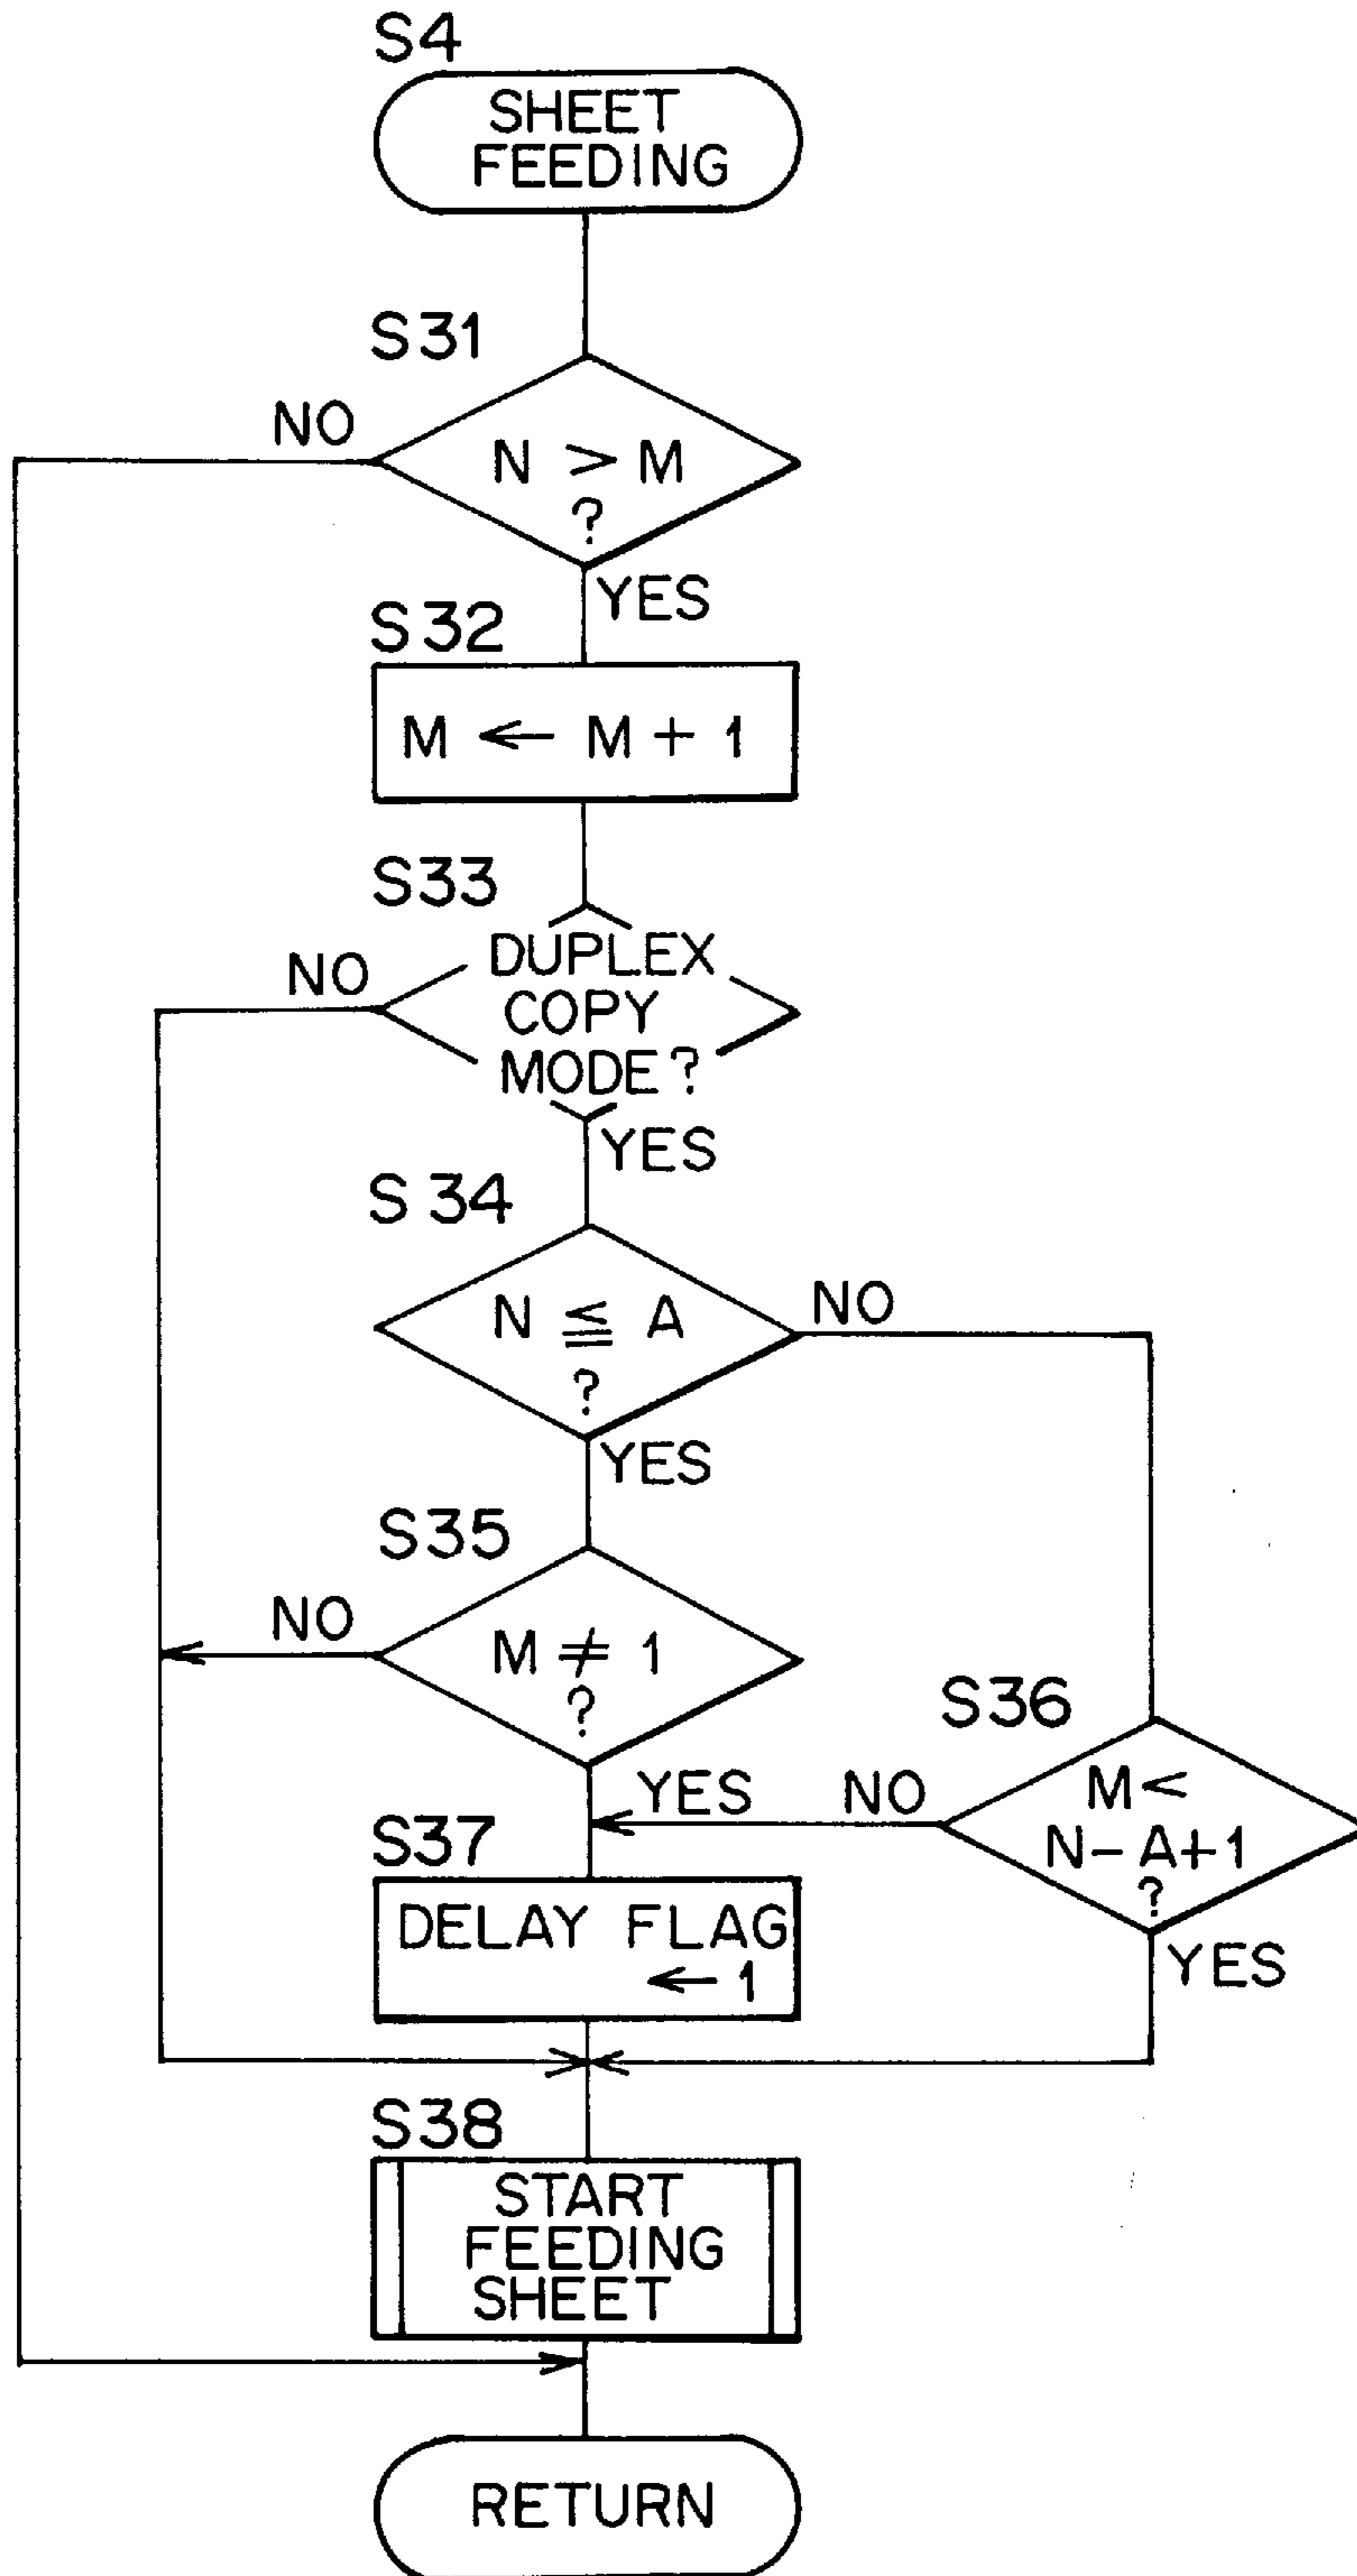 S4
SHEET
FEEDING
S31
NO
N > M
?
YES
S32
M ← M + 1
S33
NO
DUPLEX
COPY
MODE?
YES
S34
N ≦ A
?
NO
YES
S35
NO
M ≠ 1
?
YES
S36
NO
M <
N-A+1
?
YES
S37
DELAY FLAG
← 1
S38
START
FEEDING
SHEET
RETURN